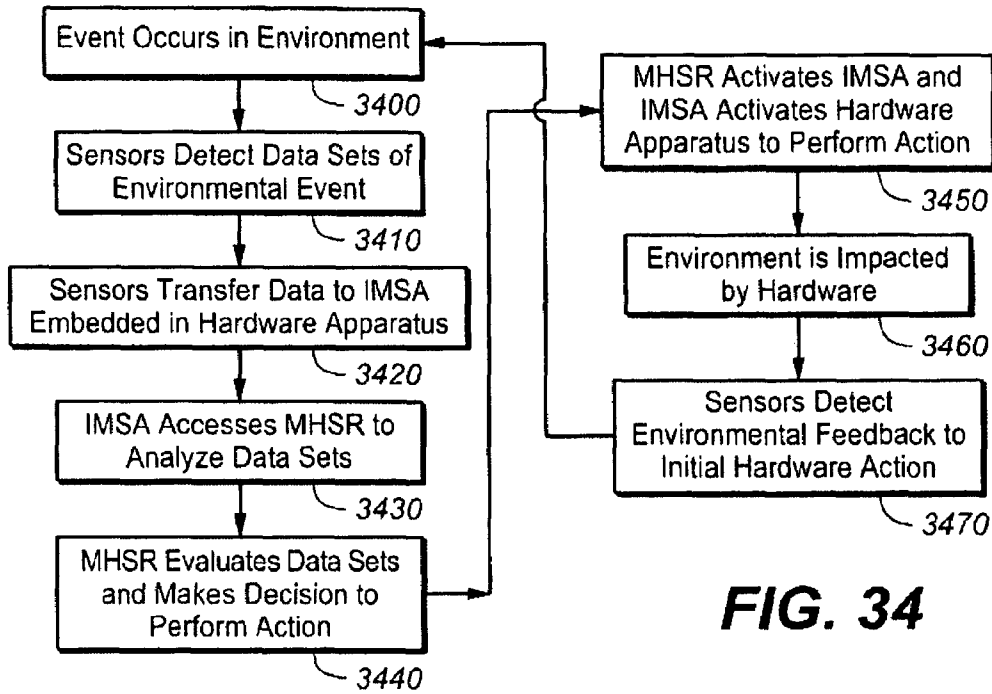 Event Occurs in Environment
3400
Sensors Detect Data Sets of
Environmental Event
3410
Sensors Transfer Data to IMSA
Embedded in Hardware Apparatus
3420
IMSA Accesses MHSR to
Analyze Data Sets
3430
MHSR Evaluates Data Sets
and Makes Decision to
Perform Action
3440
MHSR Activates IMSA and
IMSA Activates Hardware
Apparatus to Perform Action
3450
Environment is Impacted
by Hardware
3460
Sensors Detect
Environmental Feedback to
Initial Hardware Action
3470
FIG. 34